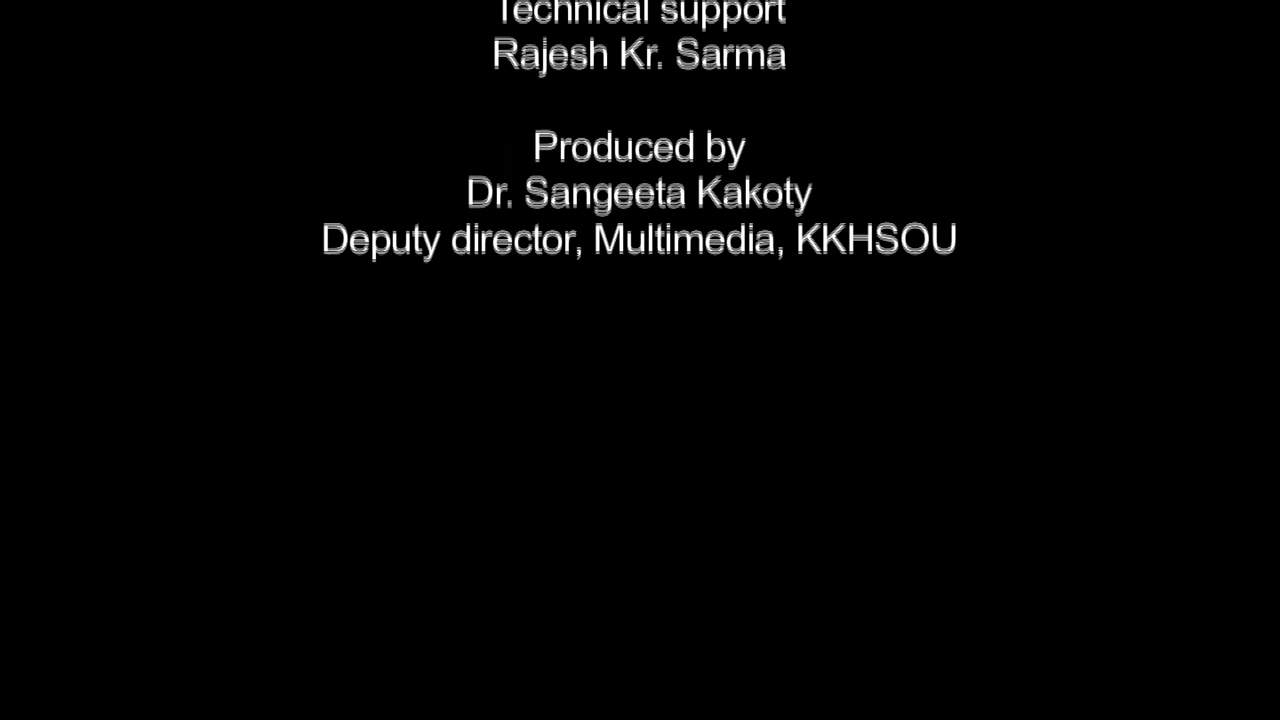 Technical support
Rajesh Kr. Sarma
Produced by
Dr. Sangeeta Kakoty
Deputy director, Multimedia, KKHSOU